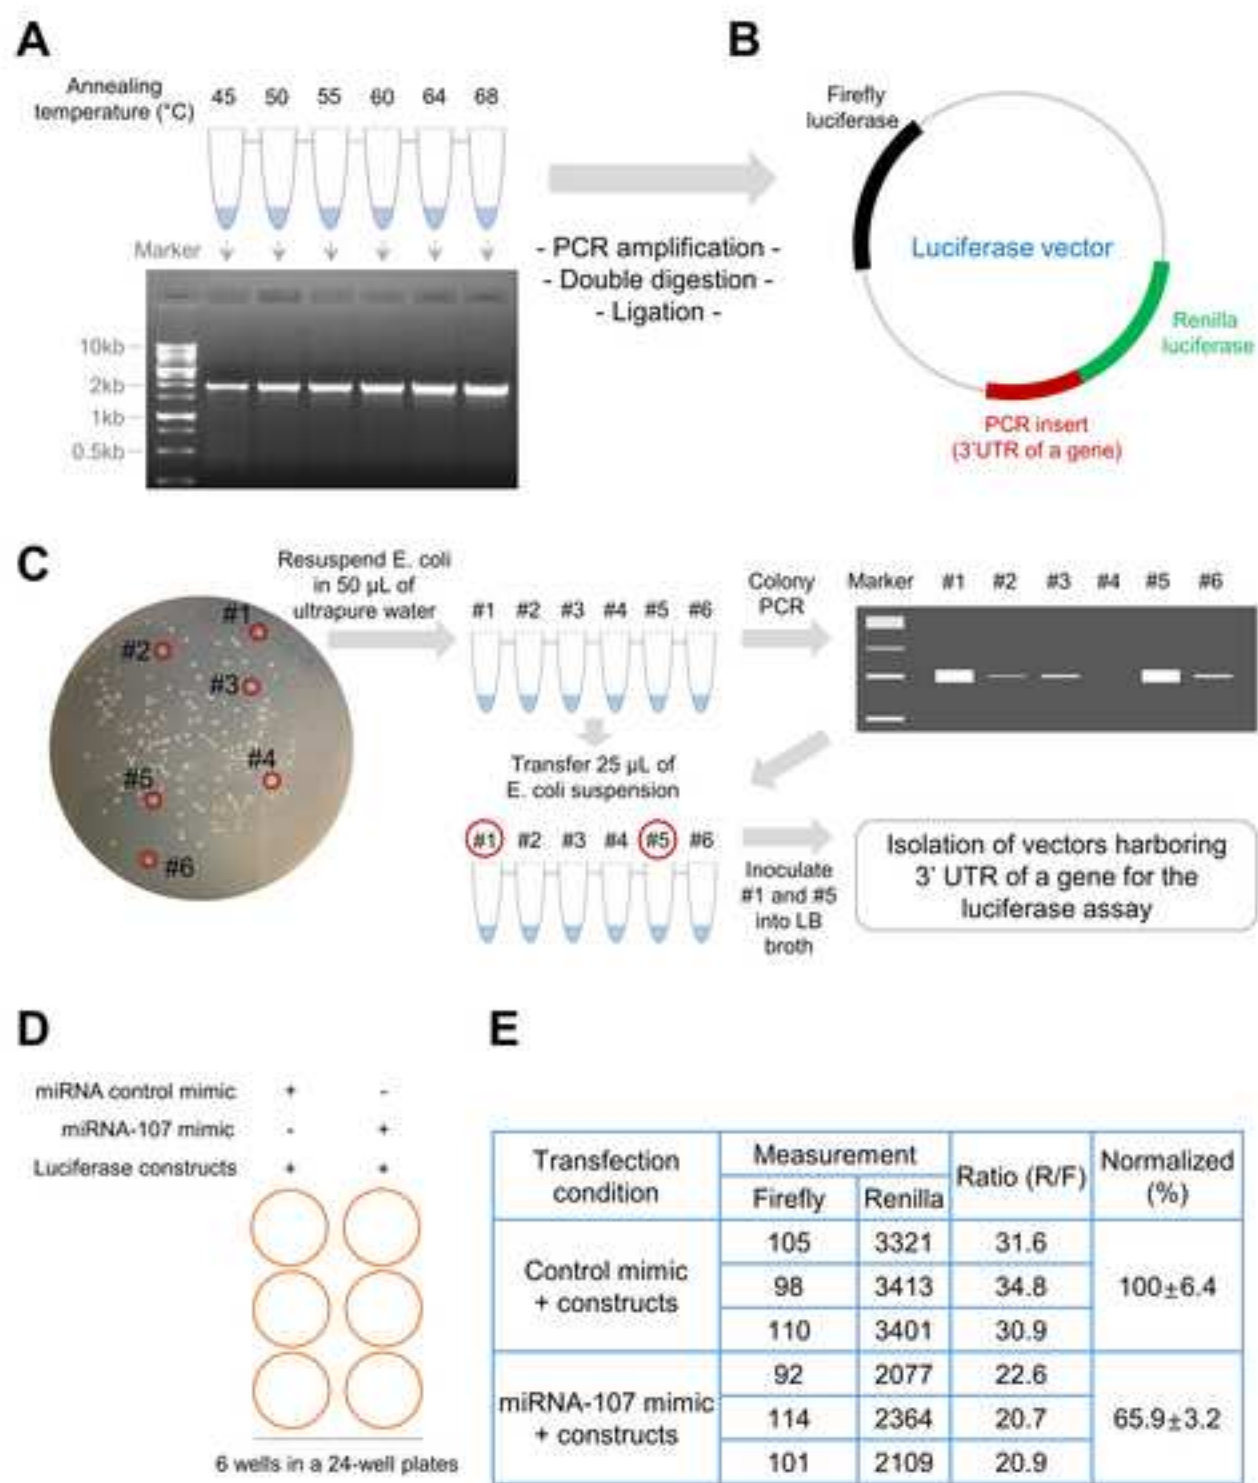 A
Annealing
temperature (°C)
45 50 55 60 64 68
Marker
10kb
2kb
1kb
0.5kb
- PCR amplification -
- Double digestion -
- Ligation -
B
Firefly
luciferase
Luciferase vector
Renilla
luciferase
PCR insert
(3'UTR of a gene)
C
#1
#2
#3
#4
#5
#6
Resuspend E. coli
in 50 µL of
ultrapure water
#1 #2 #3 #4 #5 #6
Colony
PCR
Marker #1 #2 #3 #4 #5 #6
Transfer 25 µL of
E. coli suspension
#1 #2 #3 #4 #5 #6
Inoculate
#1 and #5
into LB
broth
Isolation of vectors harboring
3' UTR of a gene for the
luciferase assay
D
miRNA control mimic + -
miRNA-107 mimic - +
Luciferase constructs + +
6 wells in a 24-well plates
E
Transfection condition Measurement Ratio (R/F) Normalized (%)
Firefly Renilla
Control mimic + constructs 105 3321 31.6 100±6.4
98 3413 34.8
110 3401 30.9
miRNA-107 mimic + constructs 92 2077 22.6 65.9±3.2
114 2364 20.7
101 2109 20.9